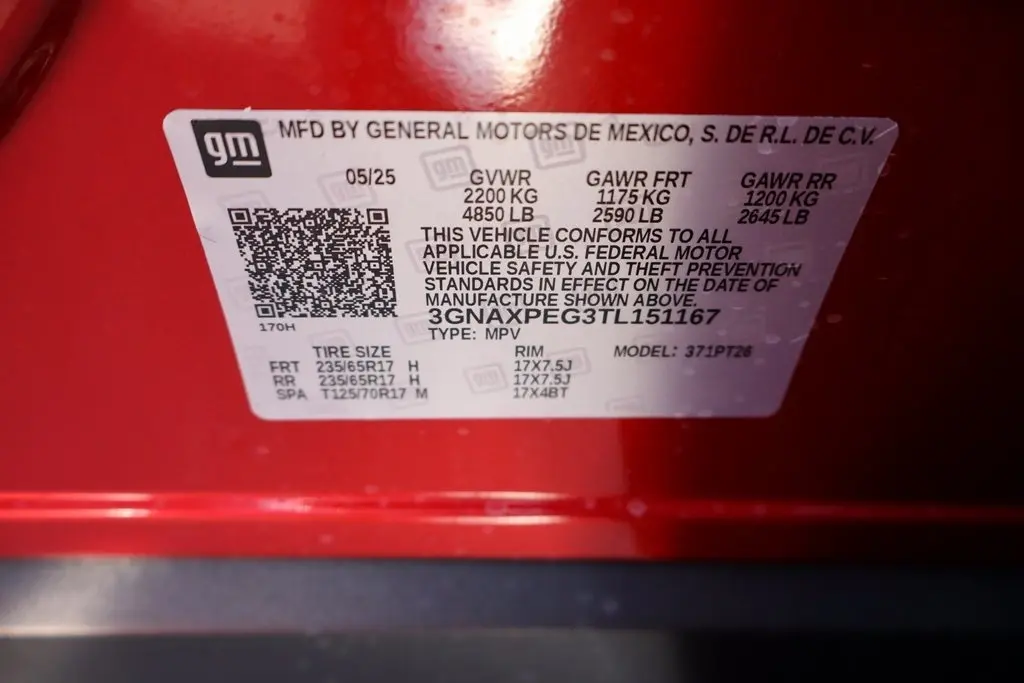 gm MFD BY GENERAL MOTORS DE MEXICO, S. DE R.L. DE C.V.
05/25 GVWR GAWR FRT GAWR RR
2200 KG 1175 KG 1200 KG
4850 LB 2590 LB 2645 LB
THIS VEHICLE CONFORMS TO ALL
APPLICABLE U.S. FEDERAL MOTOR
VEHICLE SAFETY AND THEFT PREVENTION
STANDARDS IN EFFECT ON THE DATE OF
MANUFACTURE SHOWN ABOVE.
3GNAXPEG3TL151167
170H TYPE: MPV
TIRE SIZE RIM MODEL: 371PT26
FRT 235/65R17 H 17X7.5J
RR 235/65R17 H 17X7.5J
SPA T125/70R17 M 17X4BT